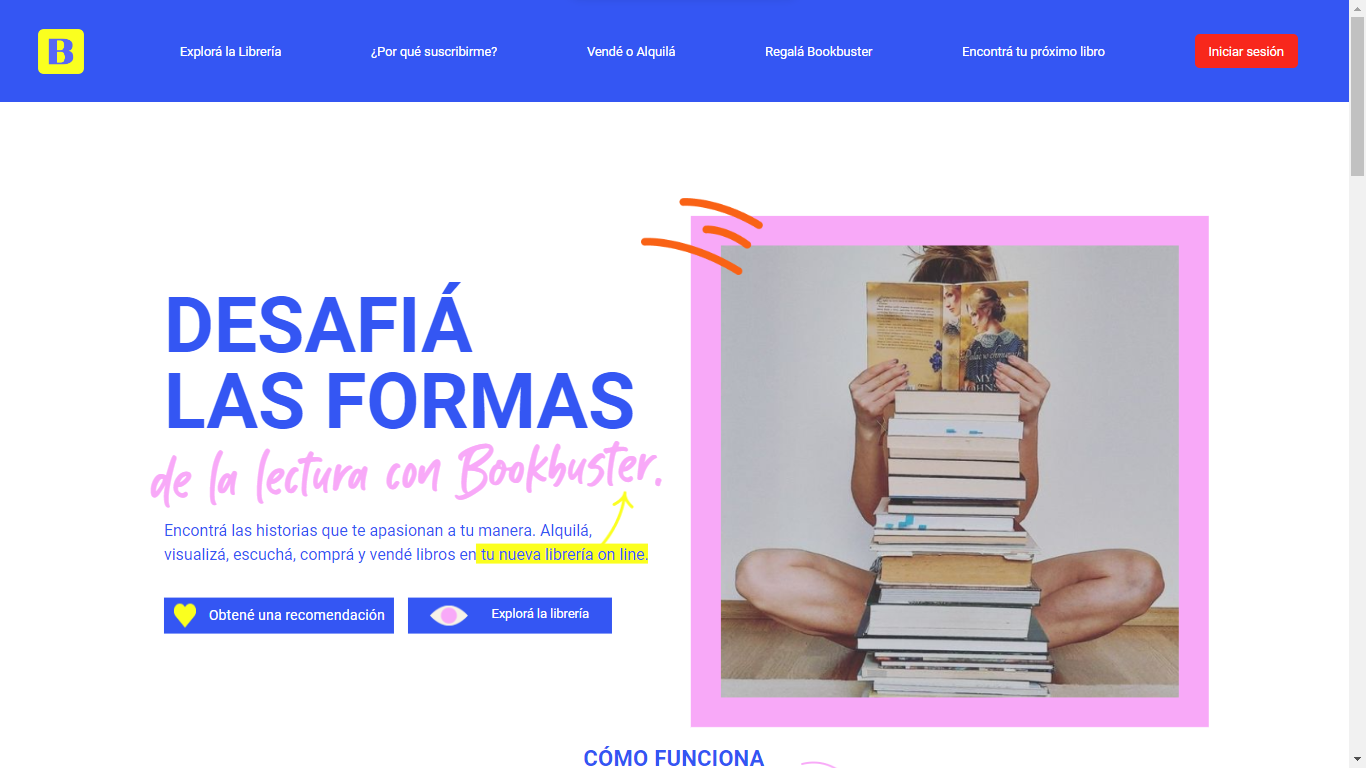 B
Explorá la Librería
¿Por qué suscribirme?
Vendé o Alquilá
Regalá Bookbuster
Encontrá tu próximo libro
Iniciar sesión
DESAFIÁ
LAS FORMAS
de la lectura con Bookbuster.
Encontrá las historias que te apasionan a tu manera. Alquilá,
visualizá, escuchá, comprá y vendé libros en tu nueva librería on line.
Obtené una recomendación
Explorá la librería
CÓMO FUNCIONA